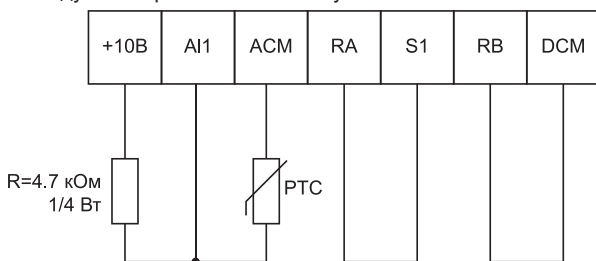 +10В AI1 ACM RA S1 RB DCM
R=4.7 кОм
1/4 Вт
PTC